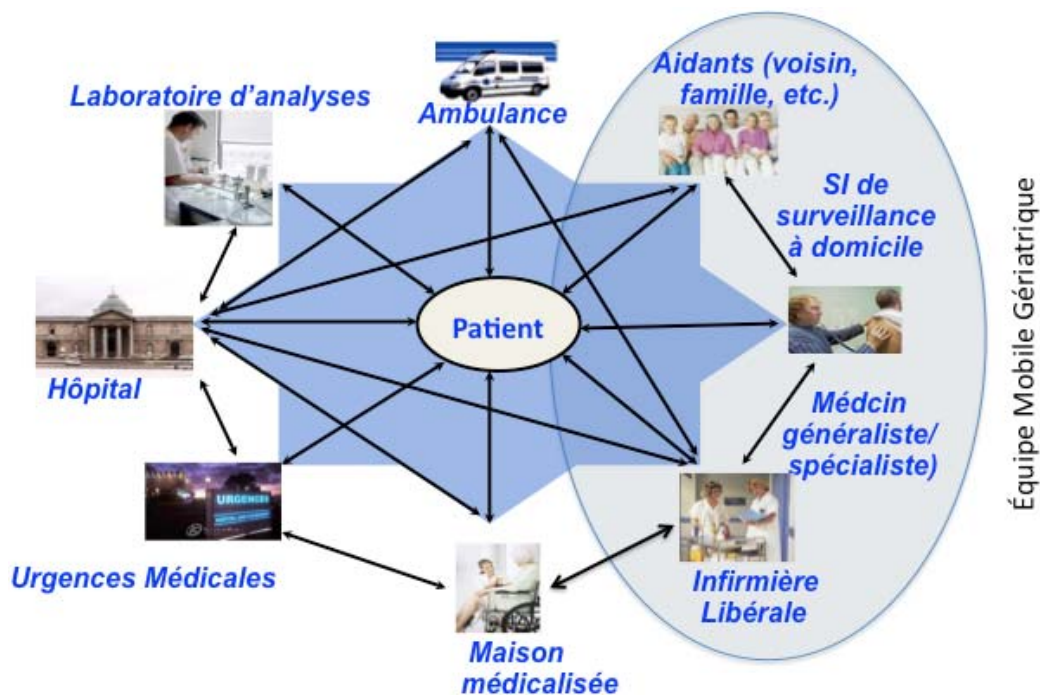 Laboratoire d'analyses
Ambulance
Aidants (voisin,
famille, etc.)
SI de
surveillance
à domicile
Patient
Hôpital
Médcin
généraliste/
spécialiste)
URGENCES
Urgences Médicales
Infirmière
Libérale
Maison
médicalisée
Équipe Mobile Gériatrique